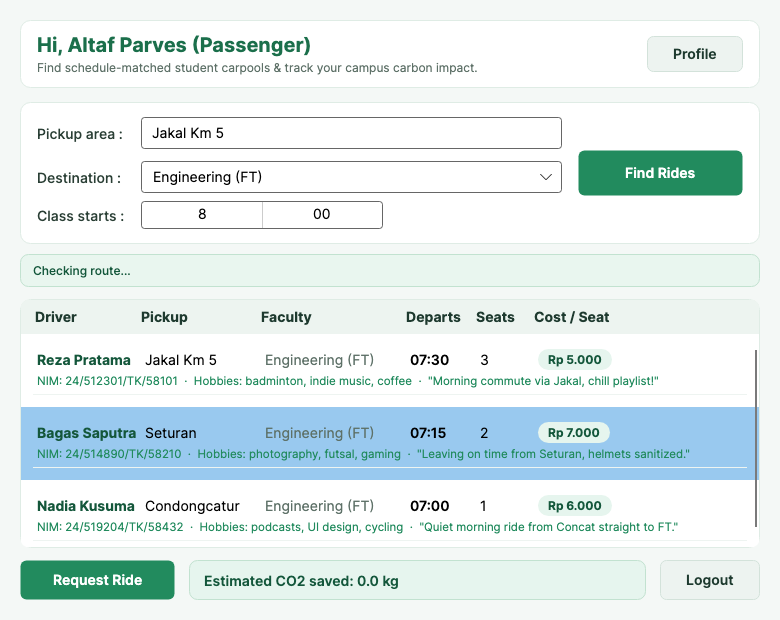 Hi, Altaf Parves (Passenger)
Find schedule-matched student carpools & track your campus carbon impact.
Profile
Pickup area :
Jakal Km 5
Destination :
Engineering (FT)
Find Rides
Class starts :
8 00
Checking route...
Driver Pickup Faculty Departs Seats Cost / Seat
Reza Pratama Jakal Km 5 Engineering (FT) 07:30 3 Rp 5.000
NIM: 24/512301/TK/58101 · Hobbies: badminton, indie music, coffee · "Morning commute via Jakal, chill playlist!"
Bagas Saputra Seturan Engineering (FT) 07:15 2 Rp 7.000
NIM: 24/514890/TK/58210 · Hobbies: photography, futsal, gaming · "Leaving on time from Seturan, helmets sanitized."
Nadia Kusuma Condongcatur Engineering (FT) 07:00 1 Rp 6.000
NIM: 24/519204/TK/58432 · Hobbies: podcasts, UI design, cycling · "Quiet morning ride from Concat straight to FT."
Request Ride
Estimated CO2 saved: 0.0 kg
Logout